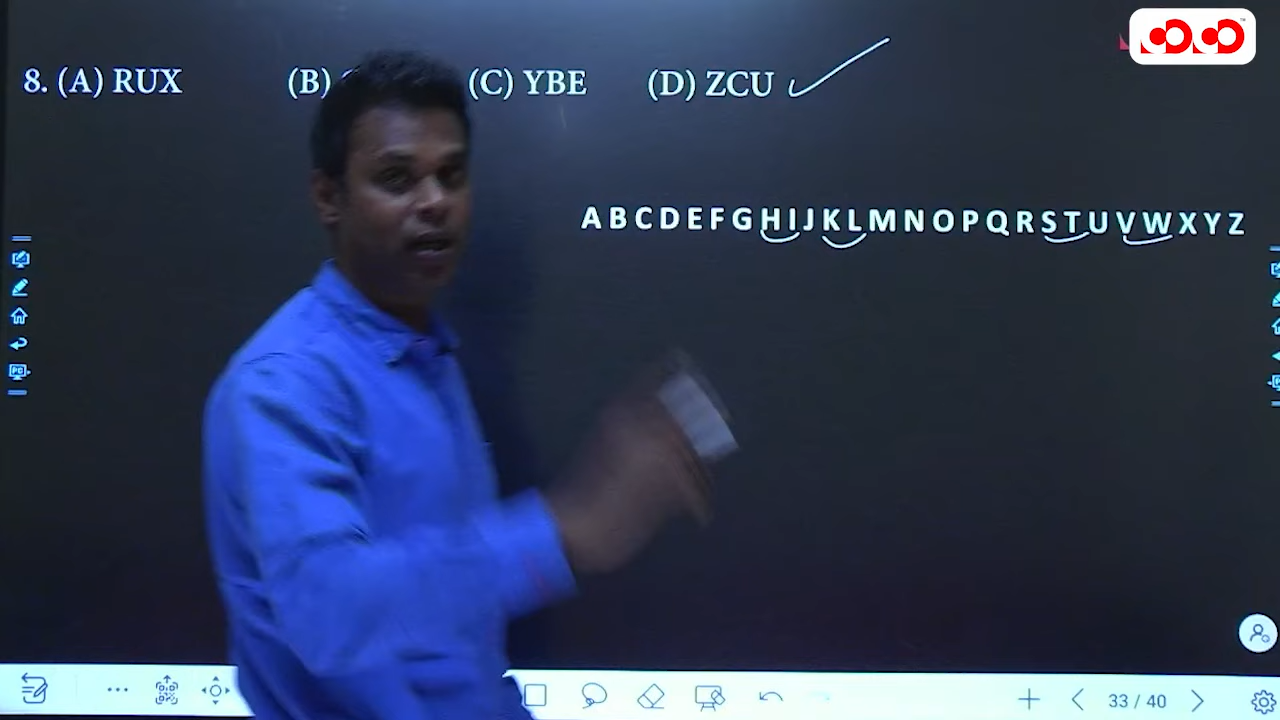 8. (A) RUX (B) (C) YBE (D) ZCU
A B C D E F G H I J K L M N O P Q R S T U V W X Y Z
33 / 40